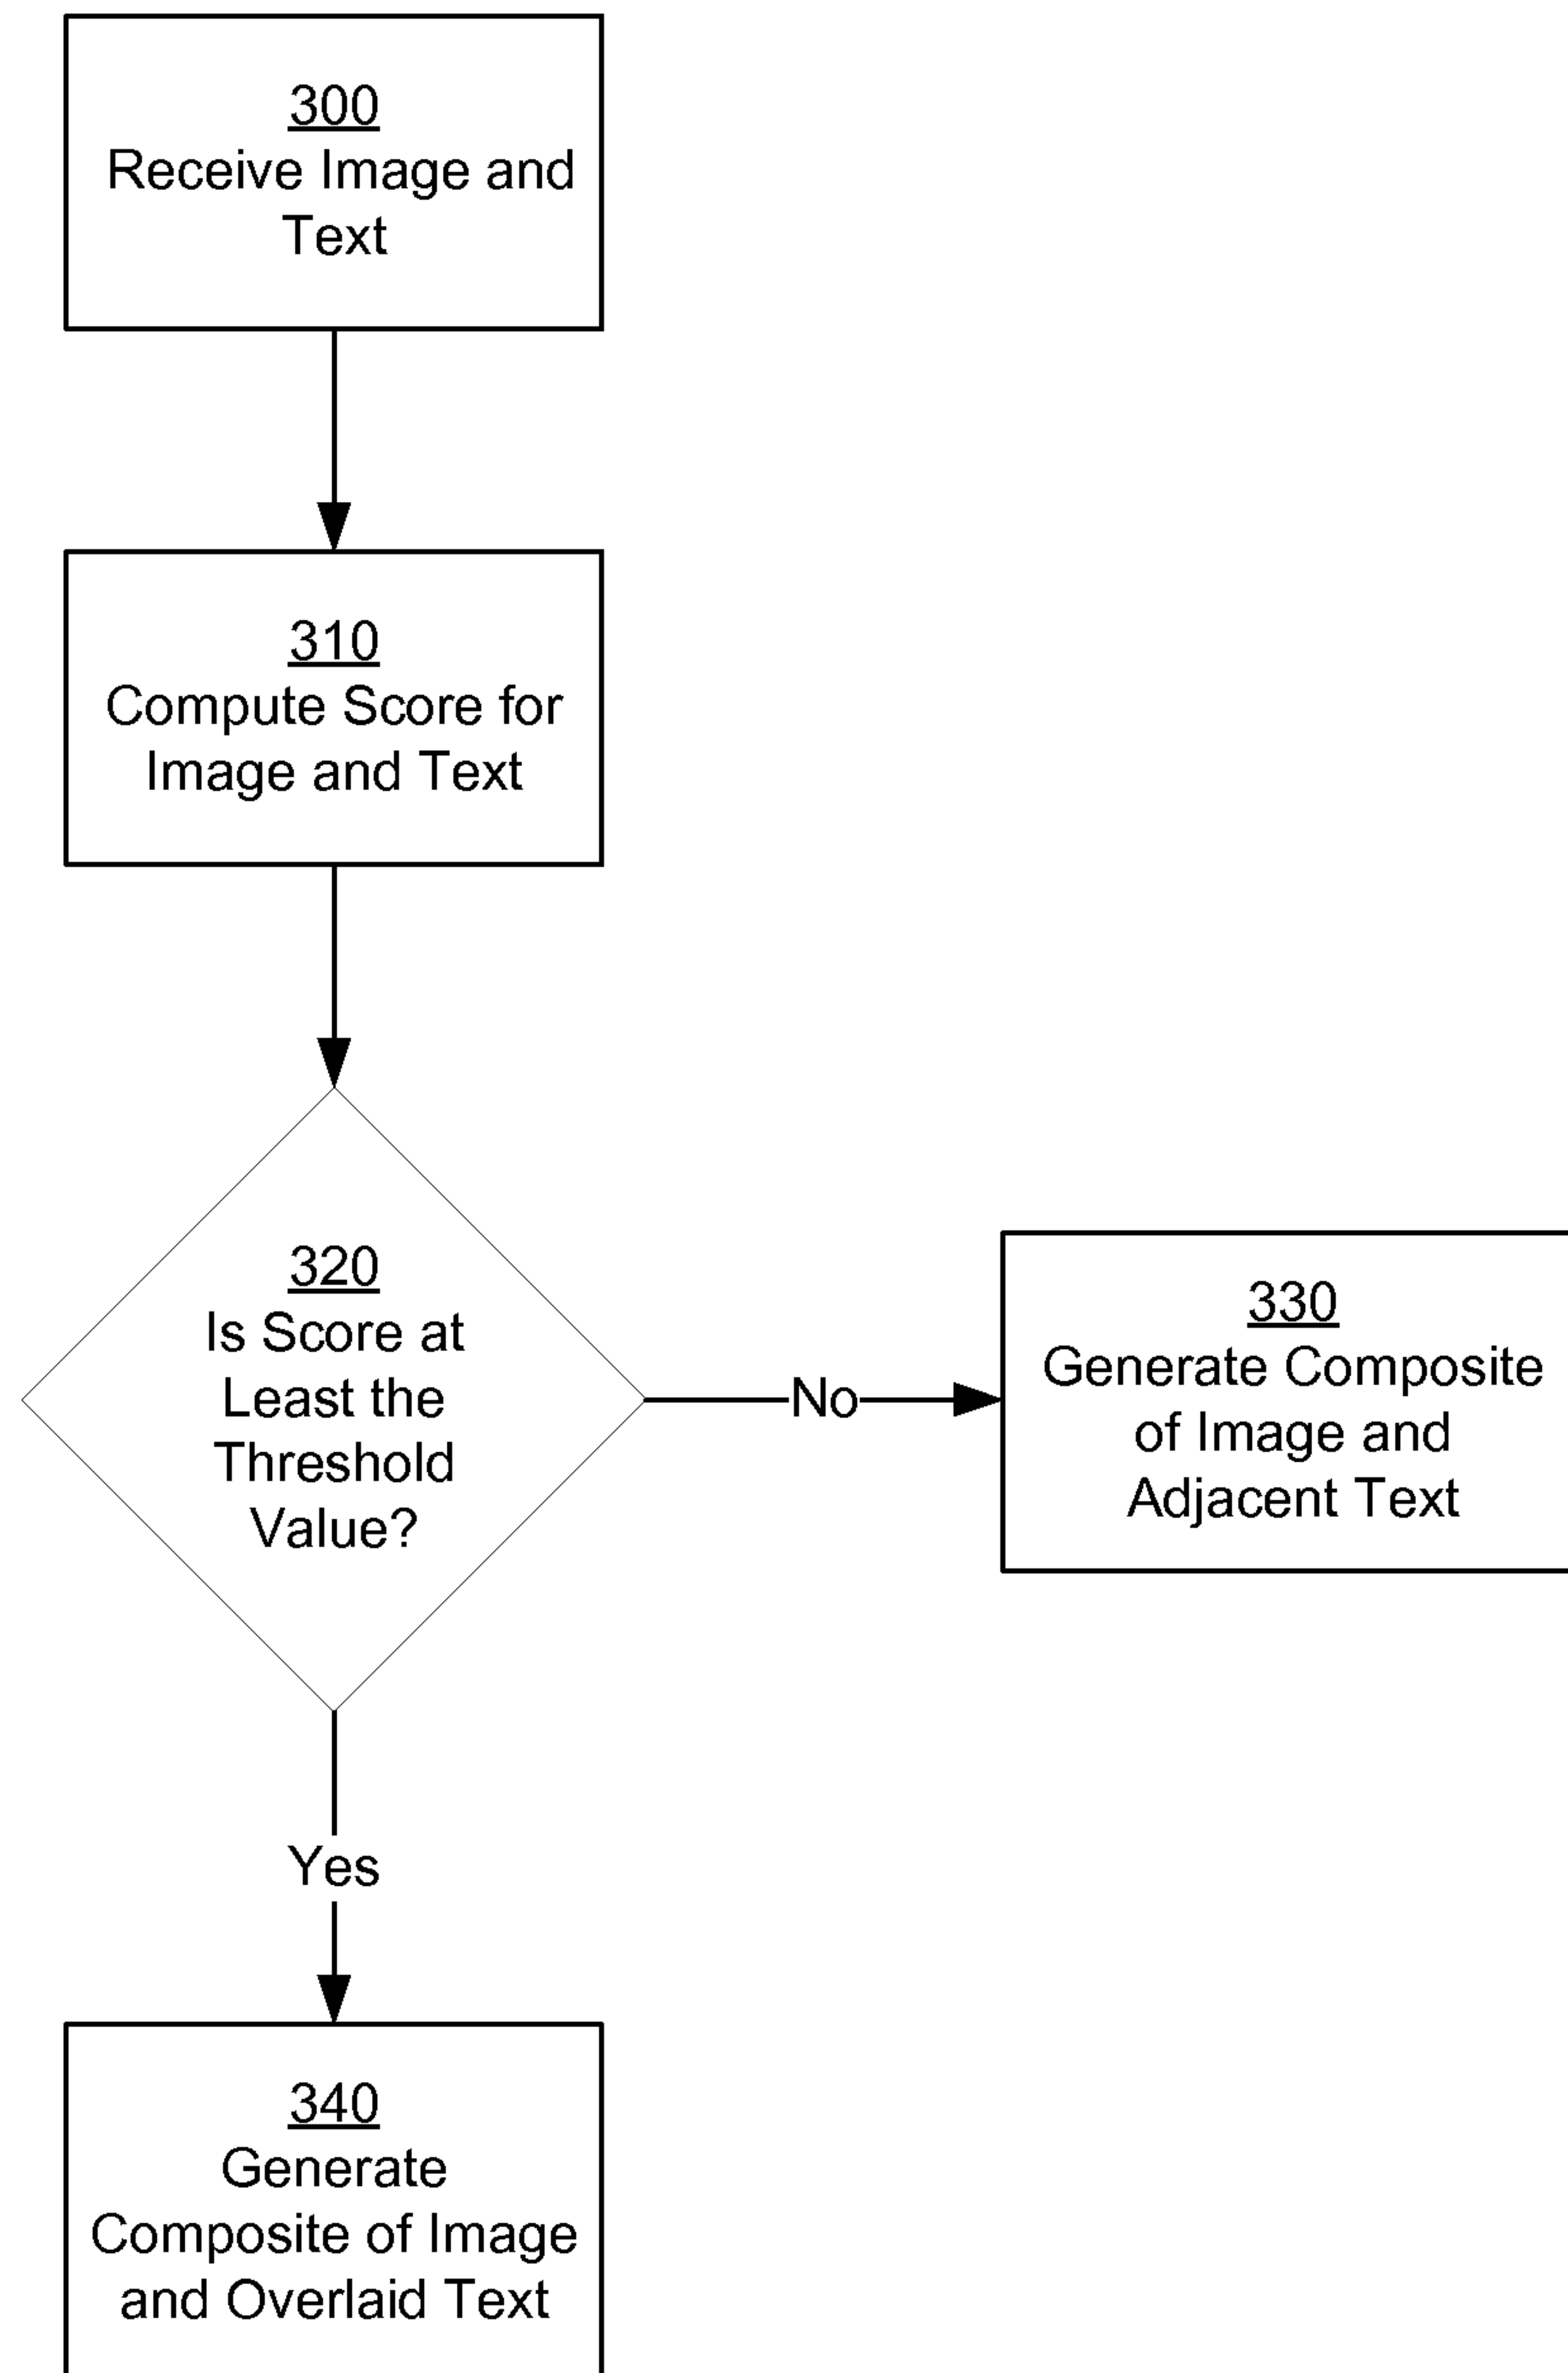 300
Receive Image and
Text
310
Compute Score for
Image and Text
320
Is Score at
Least the
Threshold
Value?
No
330
Generate Composite
of Image and
Adjacent Text
Yes
340
Generate
Composite of Image
and Overlaid Text